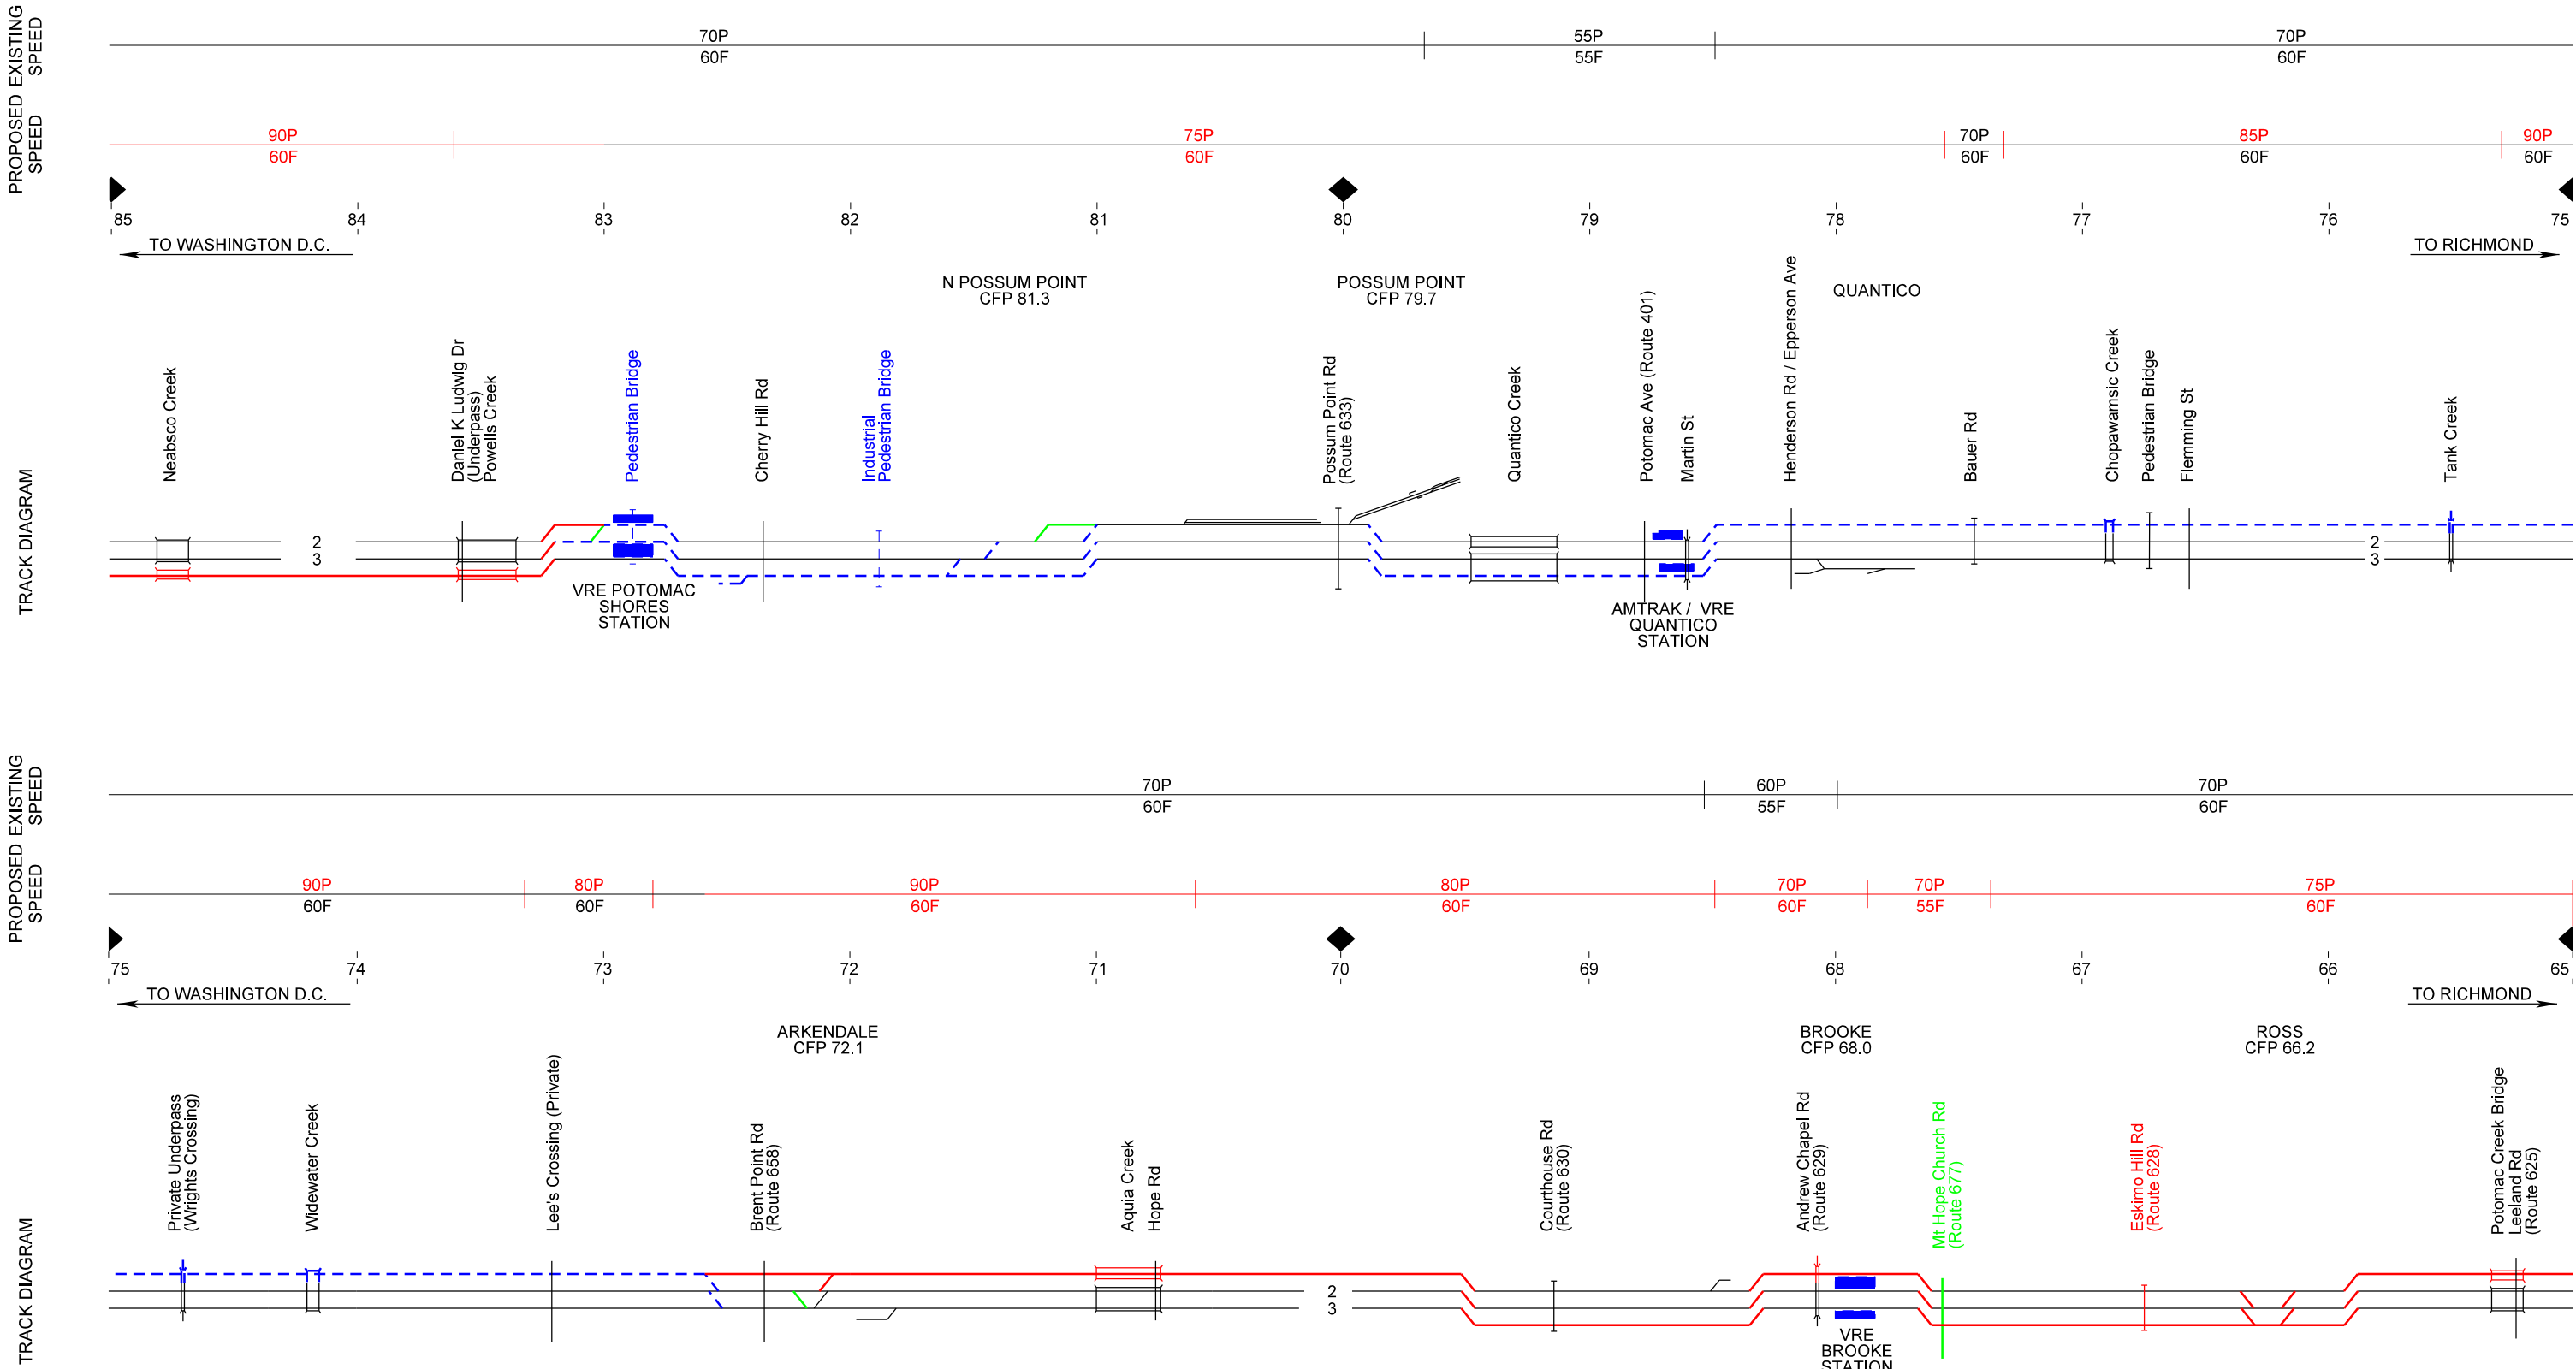 PROPOSED EXISTING
SPEED SPEED
70P
60F
55P
55F
70P
60F
90P
60F
75P
60F
70P
60F
85P
60F
90P
60F
85
84
83
82
81
80
79
78
77
76
75
TO WASHINGTON D.C.
TO RICHMOND
N POSSUM POINT
CFP 81.3
POSSUM POINT
CFP 79.7
QUANTICO
TRACK DIAGRAM
Neabsco Creek
Daniel K Ludwig Dr
(Underpass)
Powells Creek
Pedestrian Bridge
Cherry Hill Rd
Industrial
Pedestrian Bridge
Possum Point Rd
(Route 633)
Quantico Creek
Potomac Ave (Route 401)
Martin St
Henderson Rd / Epperson Ave
Bauer Rd
Chopawamsic Creek
Pedestrian Bridge
Flemming St
Tank Creek
2
3
2
3
VRE POTOMAC
SHORES
STATION
AMTRAK / VRE
QUANTICO
STATION
PROPOSED EXISTING
SPEED SPEED
70P
60F
60P
55F
70P
60F
90P
60F
80P
60F
90P
60F
80P
60F
70P
60F
70P
55F
75P
60F
75
74
73
72
71
70
69
68
67
66
65
TO WASHINGTON D.C.
TO RICHMOND
ARKENDALE
CFP 72.1
BROOKE
CFP 68.0
ROSS
CFP 66.2
TRACK DIAGRAM
Private Underpass
(Wrights Crossing)
Widewater Creek
Lee's Crossing (Private)
Brent Point Rd
(Route 658)
Aquia Creek
Hope Rd
Courthouse Rd
(Route 630)
Andrew Chapel Rd
(Route 629)
Mt Hope Church Rd
(Route 677)
Eskimo Hill Rd
(Route 628)
Potomac Creek Bridge
Leeland Rd
(Route 625)
2
3
VRE
BROOKE
STATION